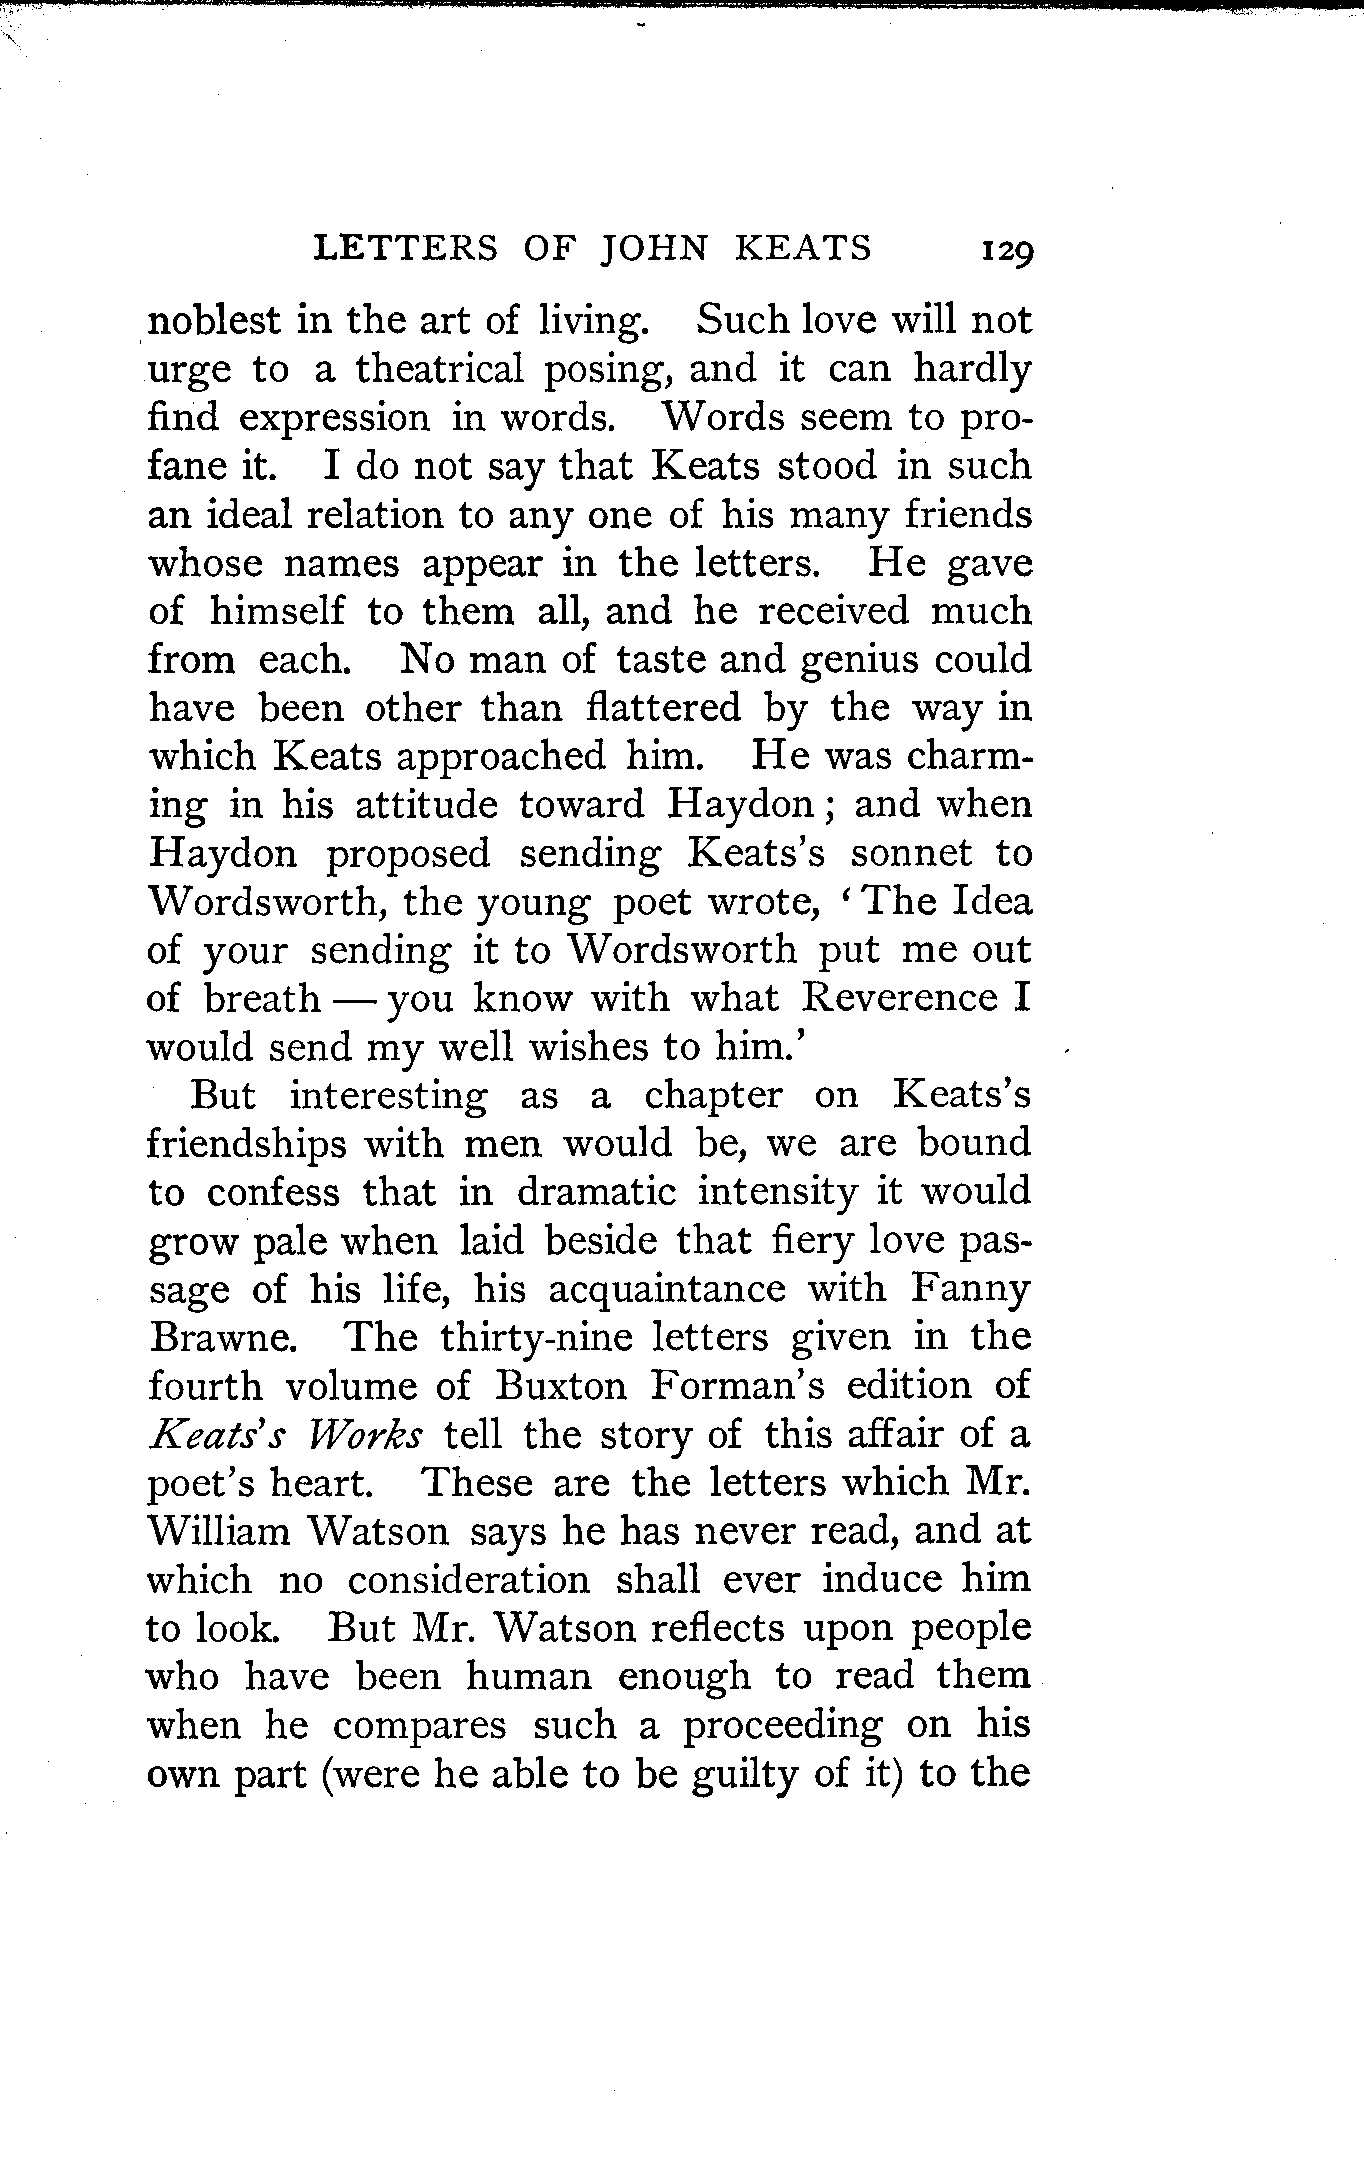 LETTERS OF JOHN KEATS 129
noblest in the art of living. Such love will not
urge to a theatrical posing, and it can hardly
find expression in words. Words seem to pro-
fane it. I do not say that Keats stood in such
an ideal relation to any one of his many friends
whose names appear in the letters. He gave
of himself to them all, and he received much
from each. No man of taste and genius could
have been other than flattered by the way in
which Keats approached him. He was charm-
ing in his attitude toward Haydon; and when
Haydon proposed sending Keats's sonnet to
Wordsworth, the young poet wrote, ‘The Idea
of your sending it to Wordsworth put me out
of breath — you know with what Reverence I
would send my well wishes to him.’
But interesting as a chapter on Keats's
friendships with men would be, we are bound
to confess that in dramatic intensity it would
grow pale when laid beside that fiery love pas-
sage of his life, his acquaintance with Fanny
Brawne. The thirty-nine letters given in the
fourth volume of Buxton Forman's edition of
Keats's Works tell the story of this affair of a
poet's heart. These are the letters which Mr.
William Watson says he has never read, and at
which no consideration shall ever induce him
to look. But Mr. Watson reflects upon people
who have been human enough to read them
when he compares such a proceeding on his
own part (were he able to be guilty of it) to the